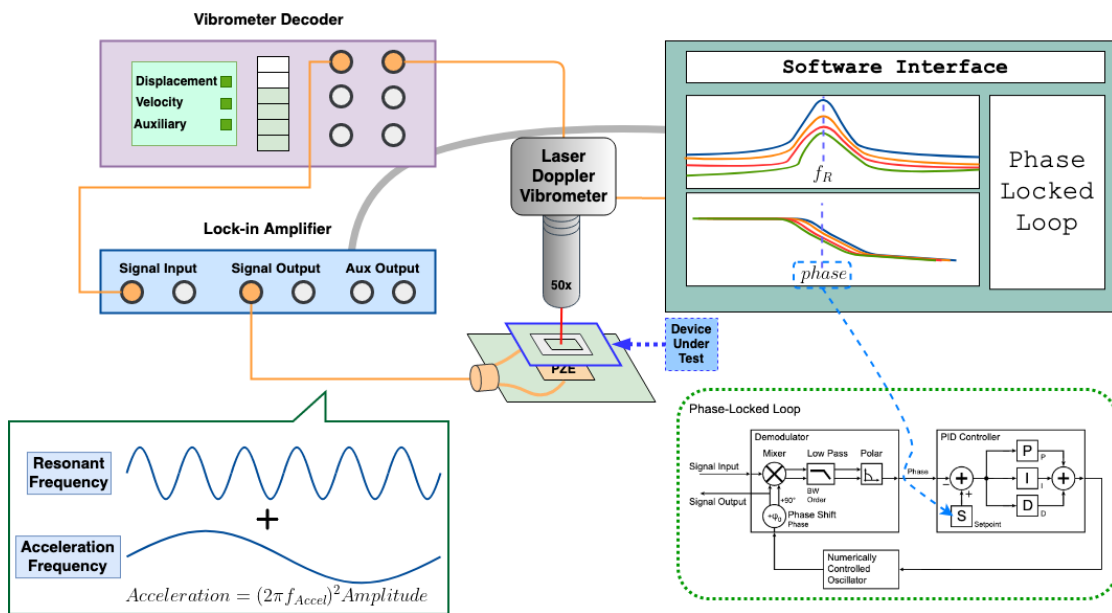 Vibrometer Decoder
Displacement
Velocity
Auxiliary
Laser
Doppler
Vibrometer
50x
Lock-in Amplifier
Signal Input
Signal Output
Aux Output
PZE
Device
Under
Test
Software Interface
f_R
phase
Phase
Locked
Loop
Resonant
Frequency
+
Acceleration
Frequency
Acceleration = (2πf_Accel)²Amplitude
Phase-Locked Loop
Demodulator
Mixer
Low Pass
Polar
Signal Input
Signal Output
BW
Order
+90°
+φ₀
Phase Shift
Phase
Phase
PID Controller
P
P
I
I
D
D
−
+
S
Setpoint
Numerically
Controlled
Oscillator